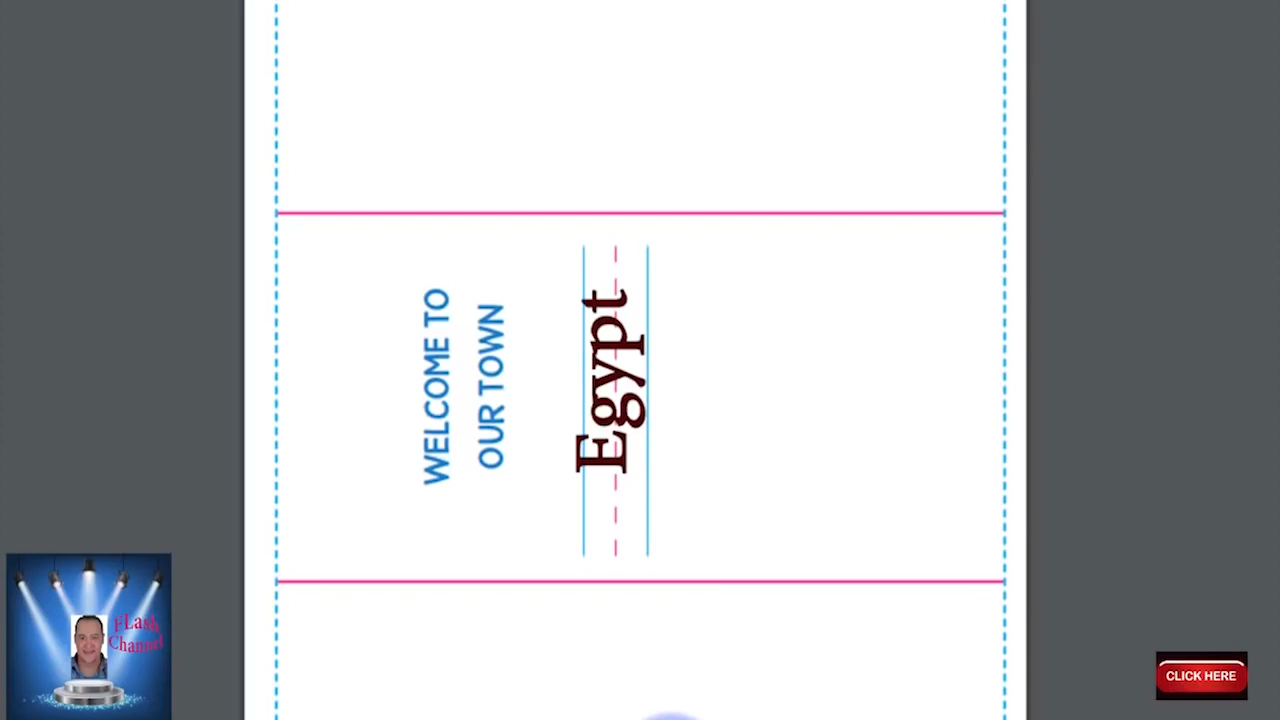 WELCOME TO
OUR TOWN
Egypt
FLash
Channel
CLICK HERE